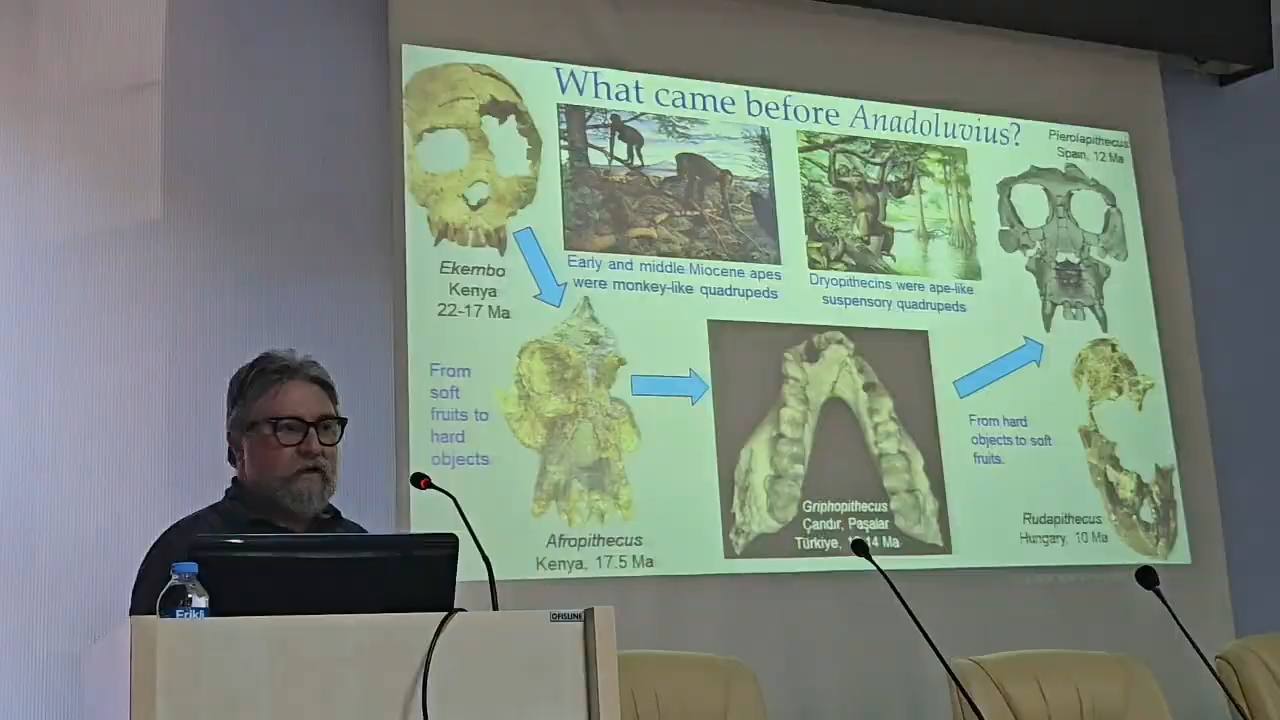 What came before Anadoluvius?
Pierolapithecus
Spain, 12 Ma
Ekembo
Kenya
22-17 Ma
Early and middle Miocene apes
were monkey-like quadrupeds
Dryopithecins were ape-like
suspensory quadrupeds
From
soft
fruits to
hard
objects.
From hard
objects to soft
fruits.
Afropithecus
Kenya, 17.5 Ma
Griphopithecus
Çandır, Paşalar
Türkiye, 14 Ma
Rudapithecus
Hungary, 10 Ma
Erikli
OFISLINE